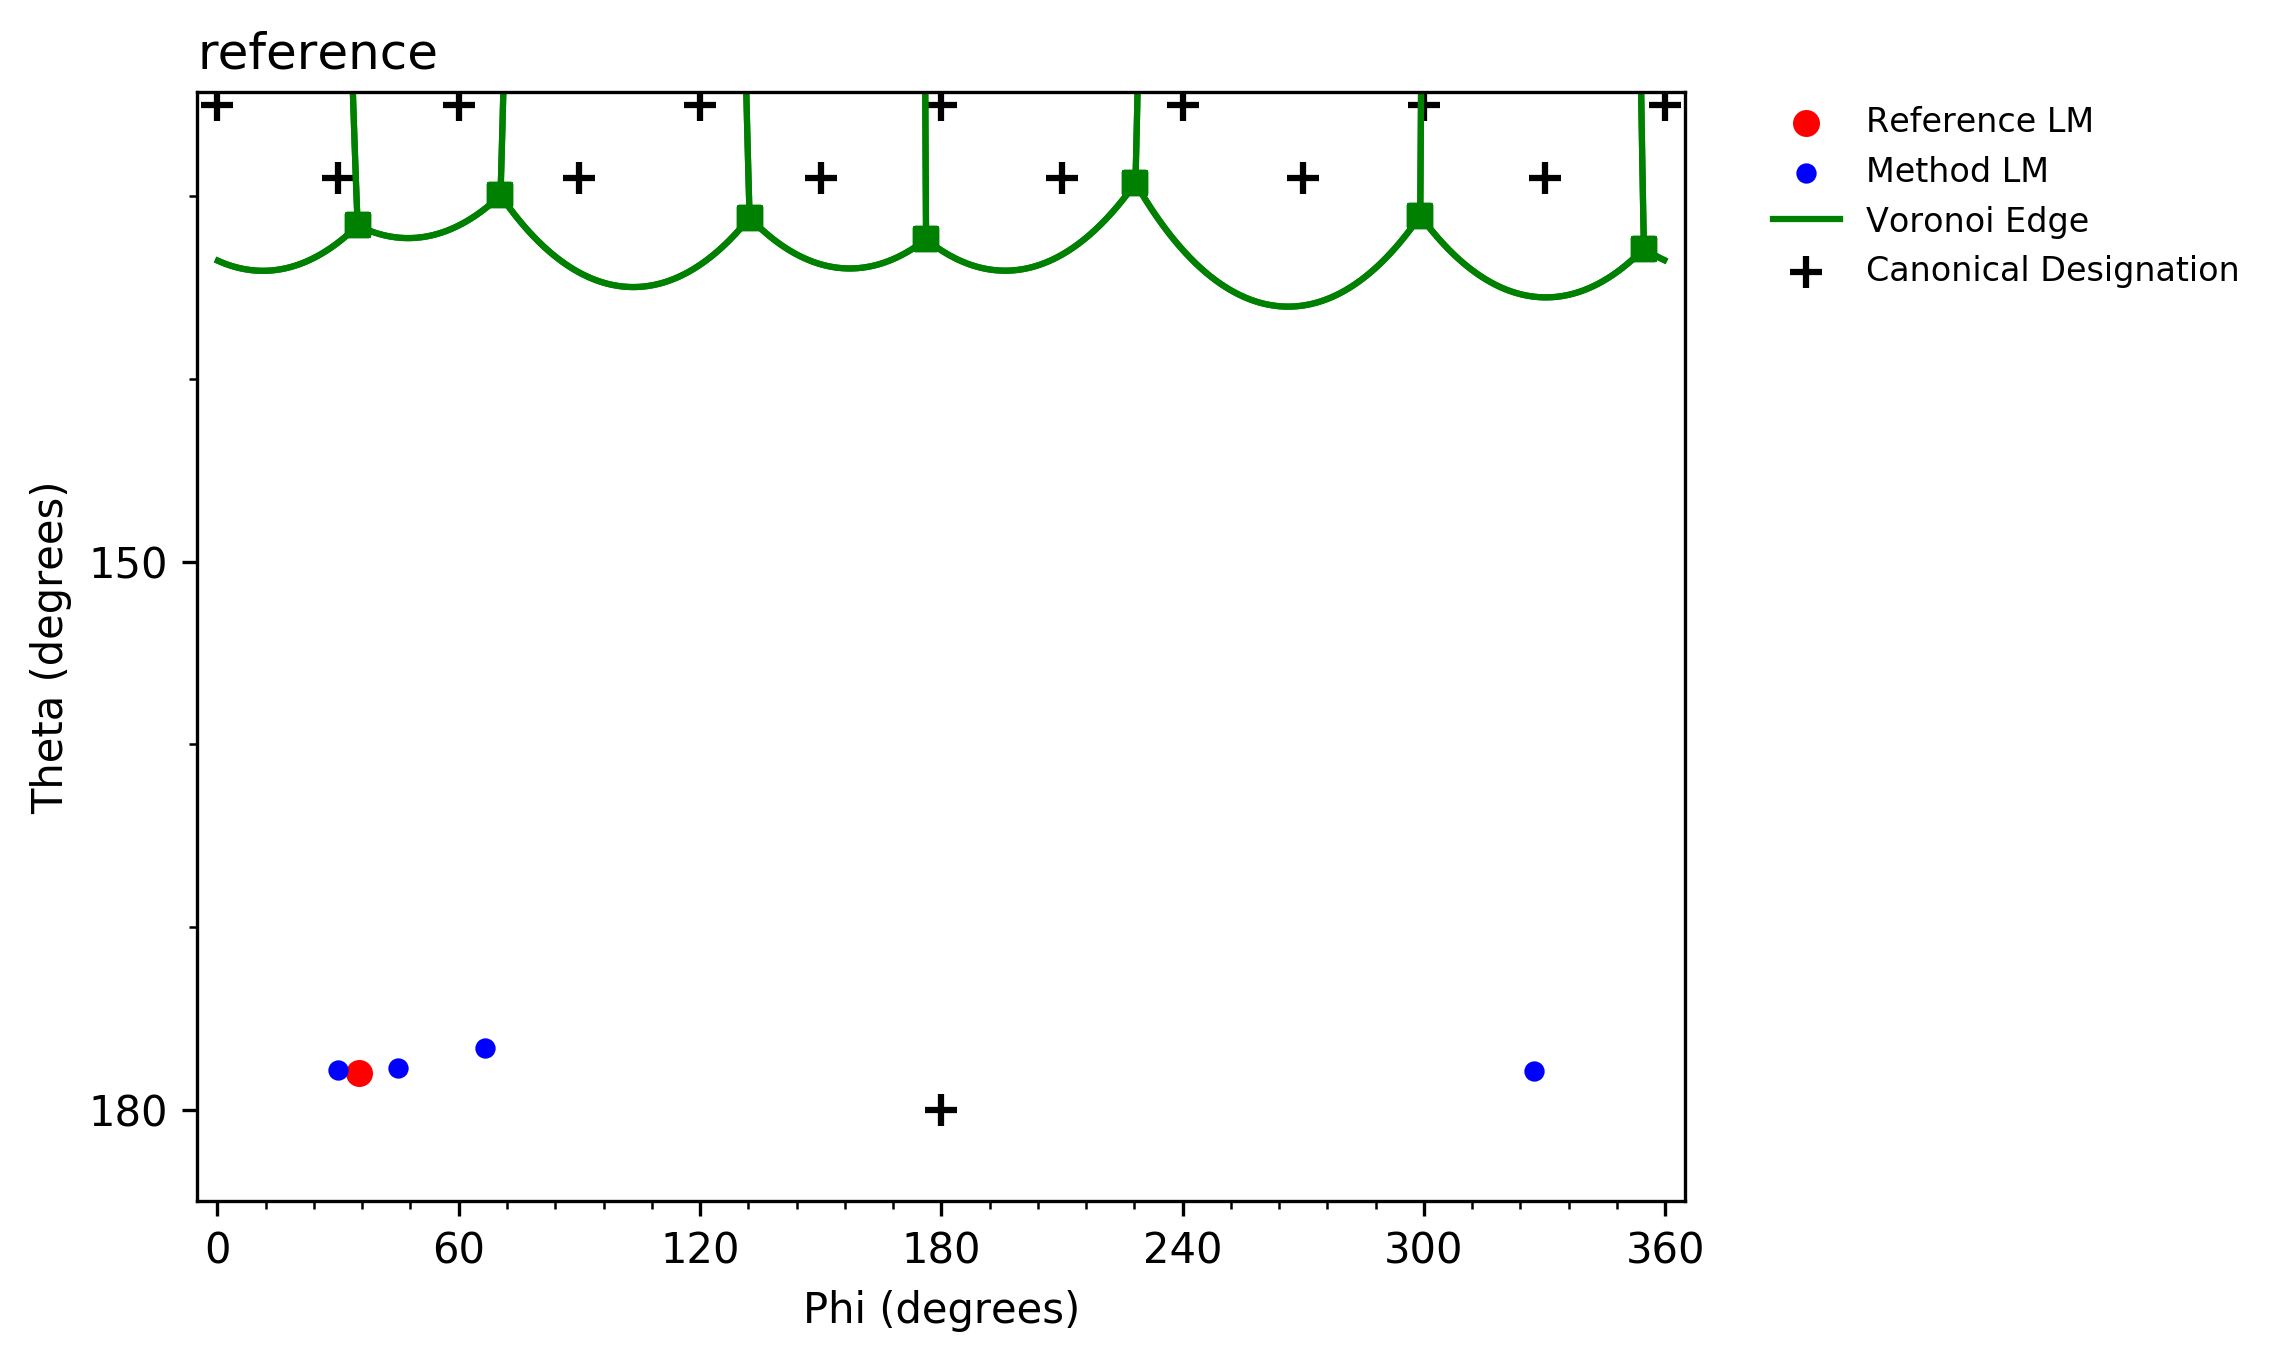 reference
Reference LM
Method LM
Voronoi Edge
Canonical Designation
Theta (degrees)
150
180
0 60 120 180 240 300 360
Phi (degrees)